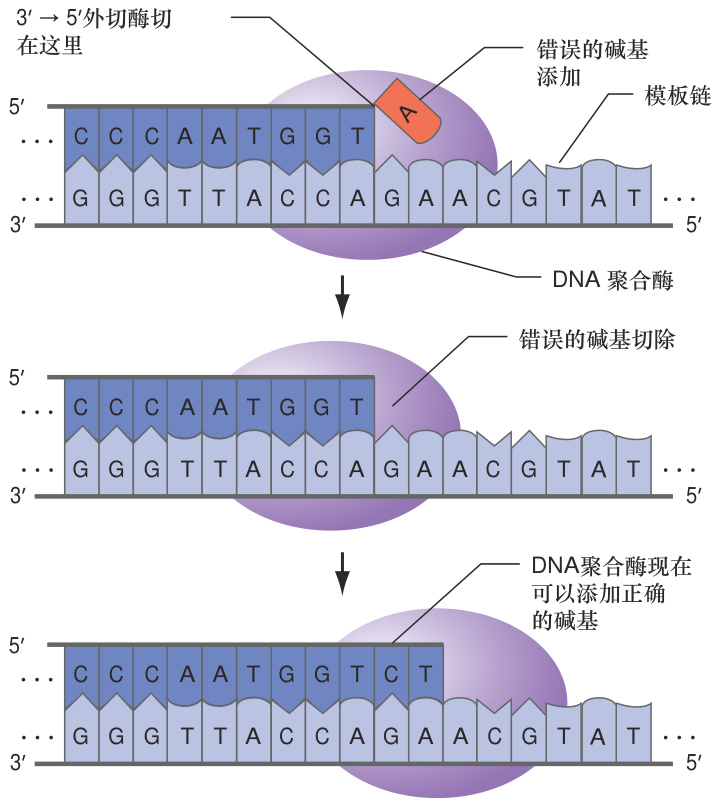 3′ → 5′外切酶切
在这里
错误的碱基
添加
模板链
A
5′
··· C C C A A T G G T
··· G G G T T A C C A G A A C G T A T ···
3′ 5′
DNA 聚合酶
错误的碱基切除
5′
··· C C C A A T G G T
··· G G G T T A C C A G A A C G T A T ···
3′ 5′
DNA聚合酶现在
可以添加正确
的碱基
5′
··· C C C A A T G G T C T
··· G G G T T A C C A G A A C G T A T ···
3′ 5′